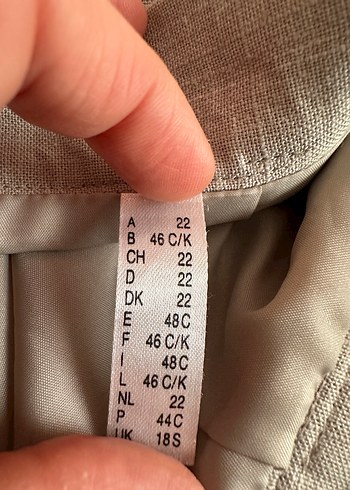 A 22
B 46 C/K
CH 22
D 22
DK 22
E 48C
F 46 C/K
I 48C
L 46 C/K
NL 22
P 44C
UK 18S